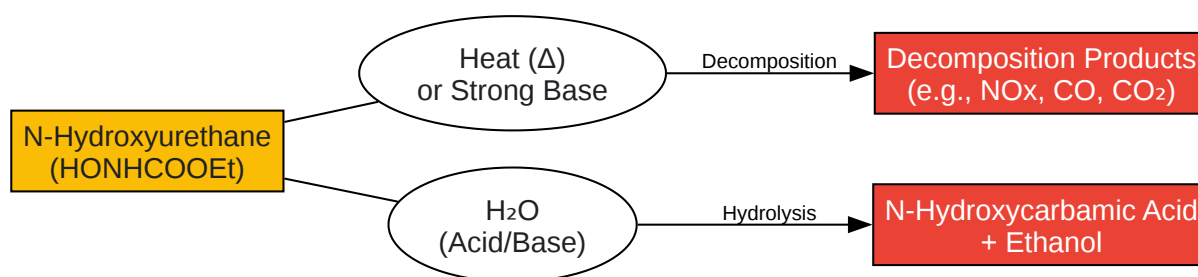 N-Hydroxyurethane
(HONHCOOEt)
Heat (Δ)
or Strong Base
Decomposition
Decomposition Products
(e.g., NOx, CO, CO₂)
H₂O
(Acid/Base)
Hydrolysis
N-Hydroxycarbamic Acid
+ Ethanol